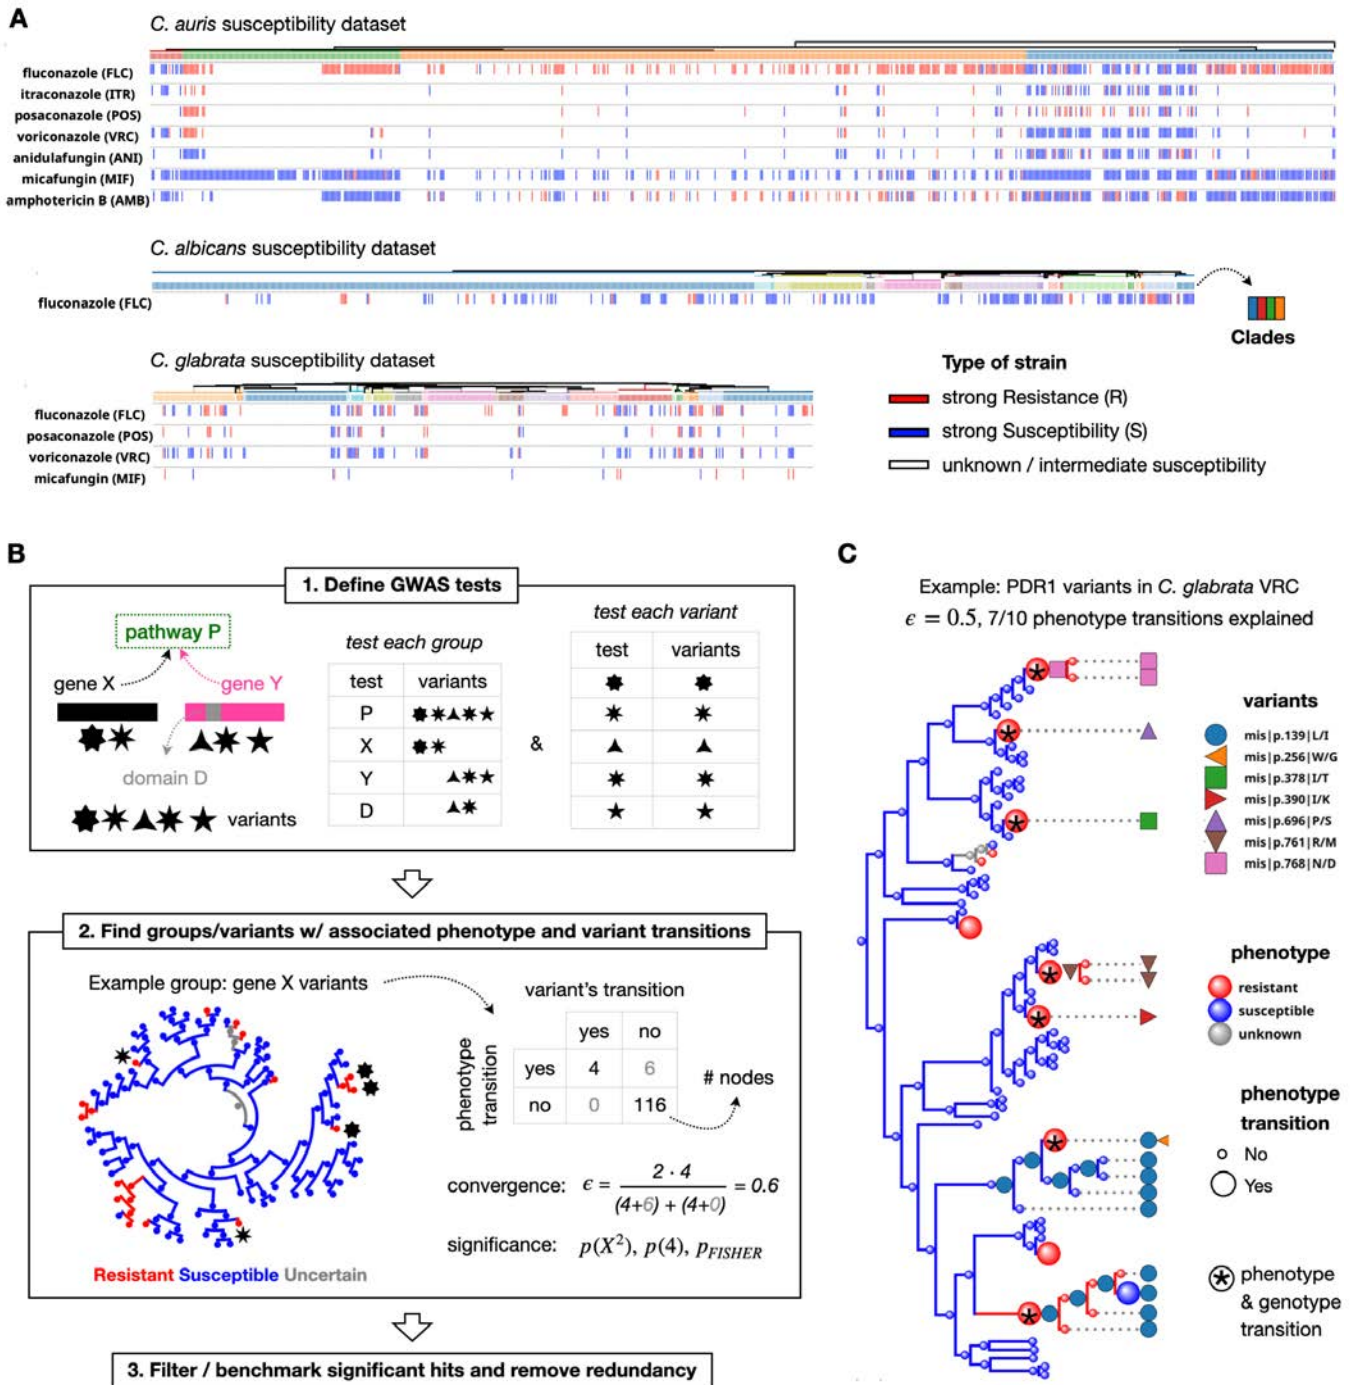 A
C. auris susceptibility dataset
fluconazole (FLC)
itraconazole (ITR)
posaconazole (POS)
voriconazole (VRC)
anidulafungin (ANI)
micafungin (MIF)
amphotericin B (AMB)
C. albicans susceptibility dataset
fluconazole (FLC)
Clades
C. glabrata susceptibility dataset
fluconazole (FLC)
posaconazole (POS)
voriconazole (VRC)
micafungin (MIF)
Type of strain
strong Resistance (R)
strong Susceptibility (S)
unknown / intermediate susceptibility
B
1. Define GWAS tests
pathway P
gene X
gene Y
domain D
variants
test each group
test variants
P
X
Y
D
&
test each variant
test variants
2. Find groups/variants w/ associated phenotype and variant transitions
Example group: gene X variants
Resistant Susceptible Uncertain
variant's transition
yes no
phenotype
transition
yes 4 6
no 0 116
# nodes
convergence: ϵ = 2 · 4 / (4+6) + (4+0) = 0.6
significance: p(X²), p(4), pFISHER
3. Filter / benchmark significant hits and remove redundancy
C
Example: PDR1 variants in C. glabrata VRC
ϵ = 0.5, 7/10 phenotype transitions explained
variants
mis|p.139|L/I
mis|p.256|W/G
mis|p.378|I/T
mis|p.390|I/K
mis|p.696|P/S
mis|p.761|R/M
mis|p.768|N/D
phenotype
resistant
susceptible
unknown
phenotype
transition
No
Yes
phenotype
& genotype
transition